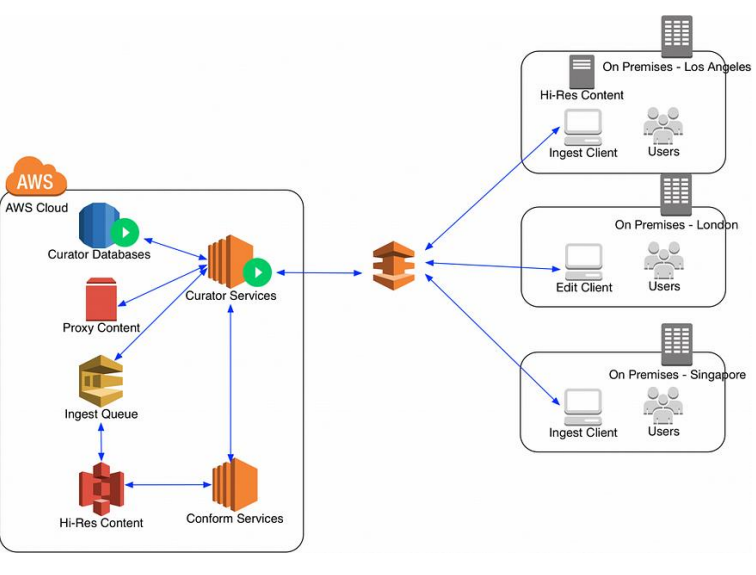 On Premises - Los Angeles
Hi-Res Content
Ingest Client
Users
AWS
AWS Cloud
Curator Databases
Curator Services
Proxy Content
Ingest Queue
Hi-Res Content
Conform Services
On Premises - London
Edit Client
Users
On Premises - Singapore
Ingest Client
Users